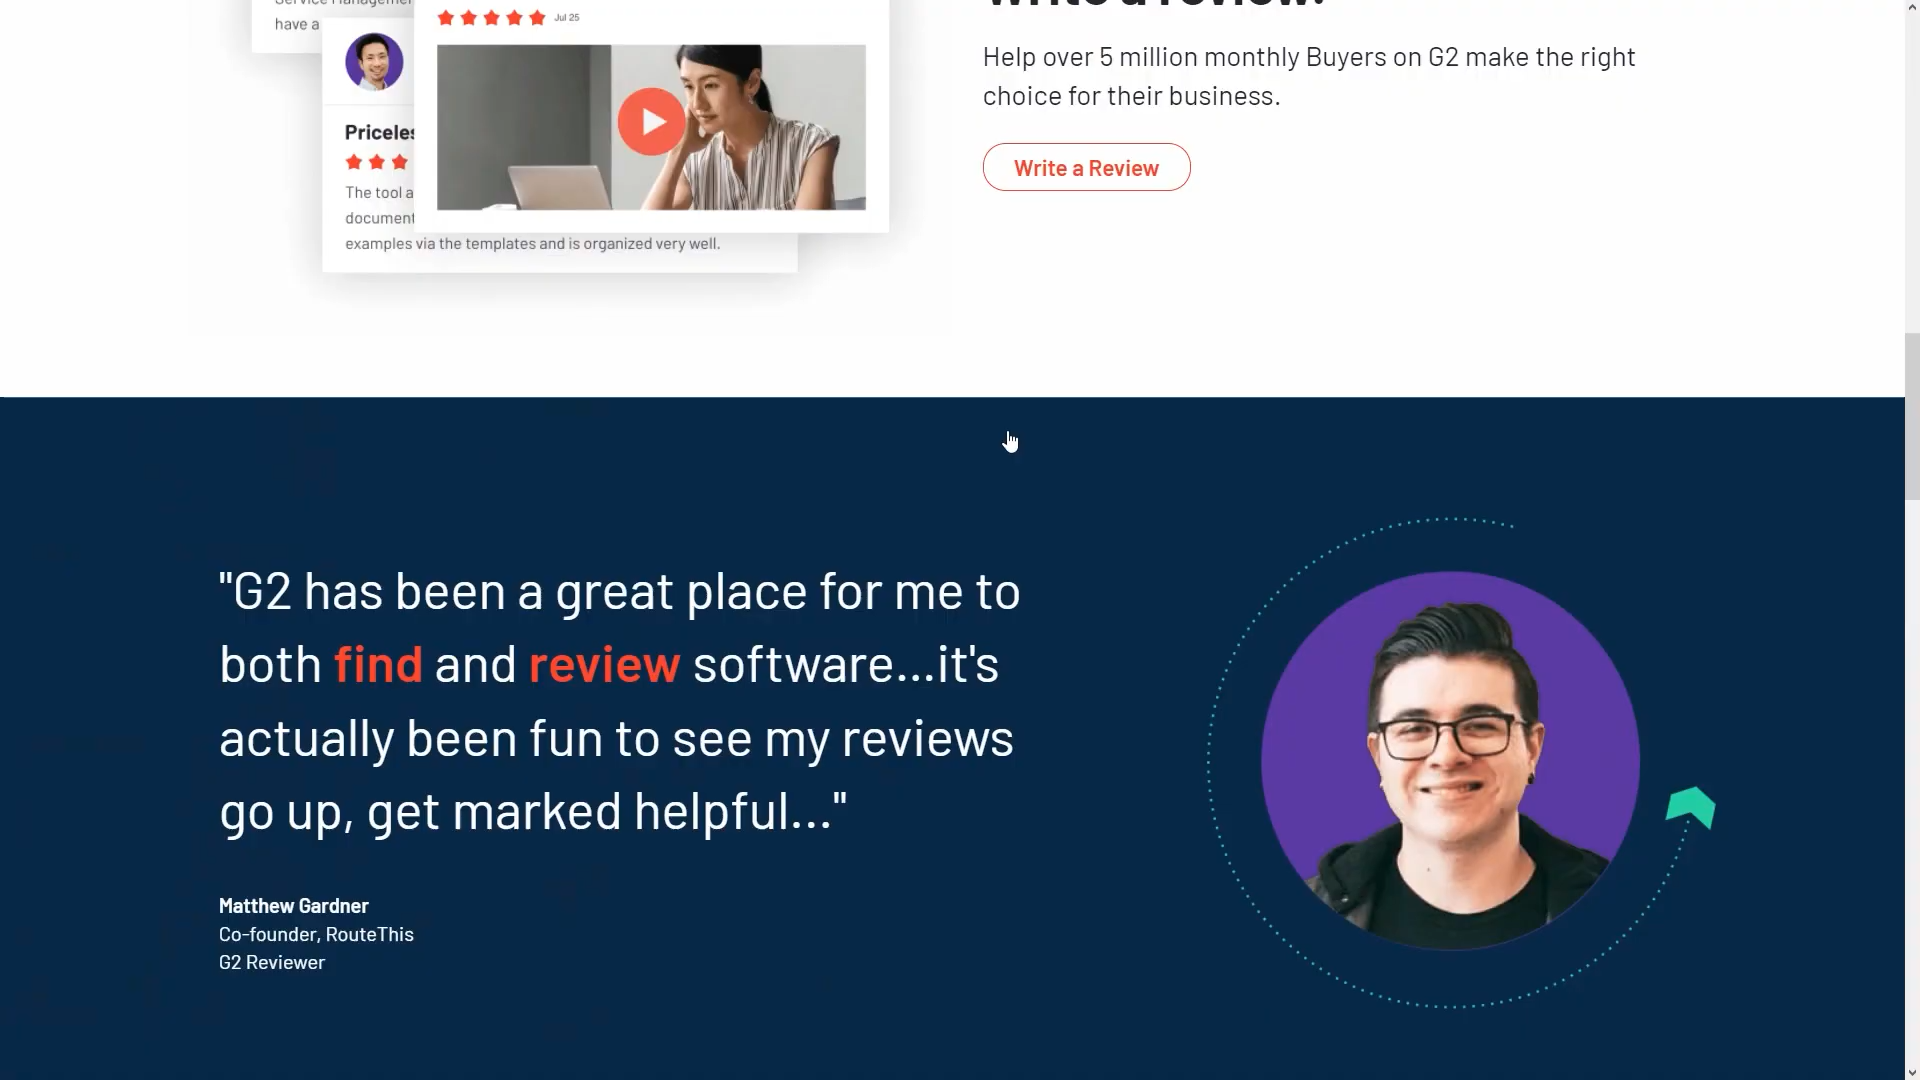 have a
Jul 25
write a review.
Help over 5 million monthly Buyers on G2 make the right
choice for their business.
Write a Review
The tool a
document
examples via the templates and is organized very well.
"G2 has been a great place for me to
both find and review software...it's
actually been fun to see my reviews
go up, get marked helpful..."
Matthew Gardner
Co-founder, RouteThis
G2 Reviewer